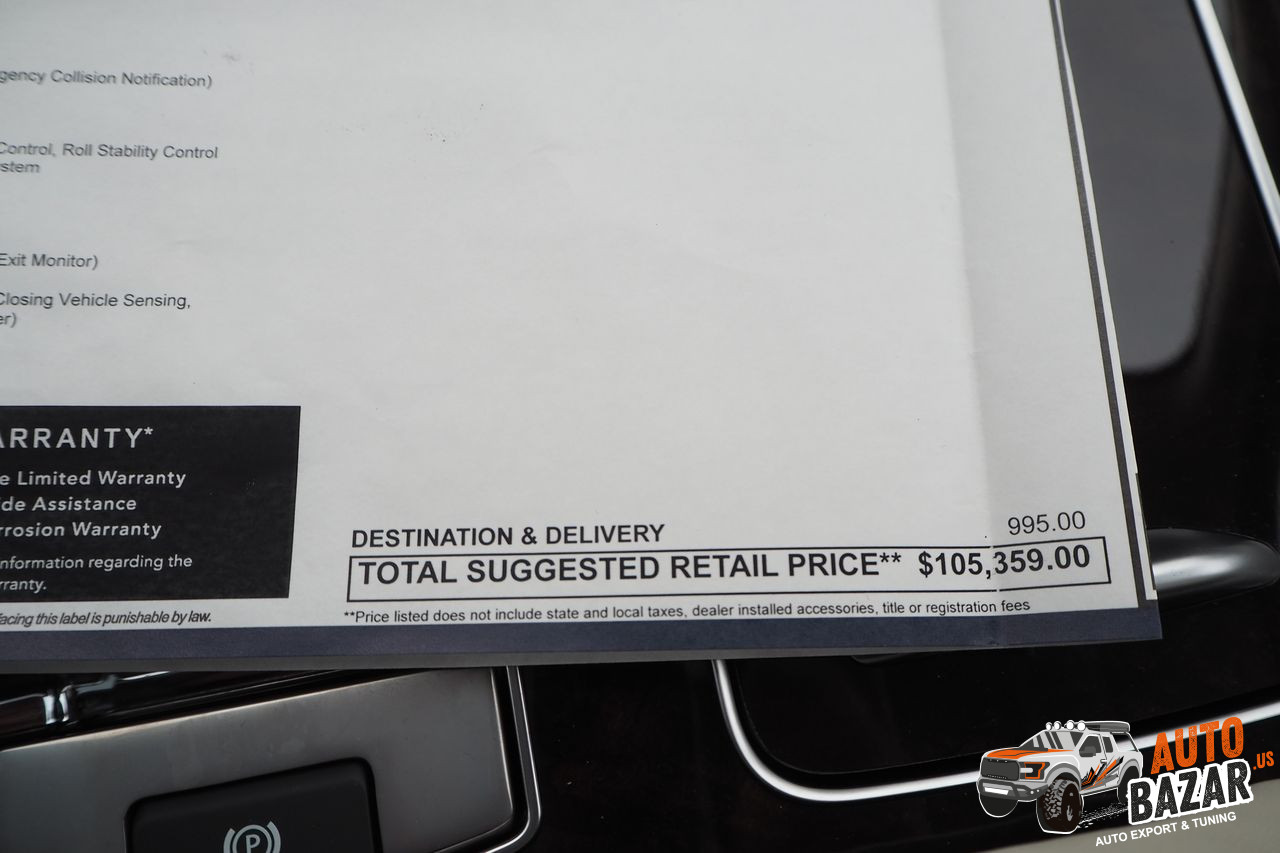 gency Collision Notification)
Control, Roll Stability Control
stem
Exit Monitor)
Closing Vehicle Sensing,
er)
ARRANTY*
e Limited Warranty
ide Assistance
rrosion Warranty
nformation regarding the
rranty.
facing this label is punishable by law.
DESTINATION & DELIVERY 995.00
TOTAL SUGGESTED RETAIL PRICE** $105,359.00
**Price listed does not include state and local taxes, dealer installed accessories, title or registration fees
P
AUTO
BAZAR.US
AUTO EXPORT & TUNING